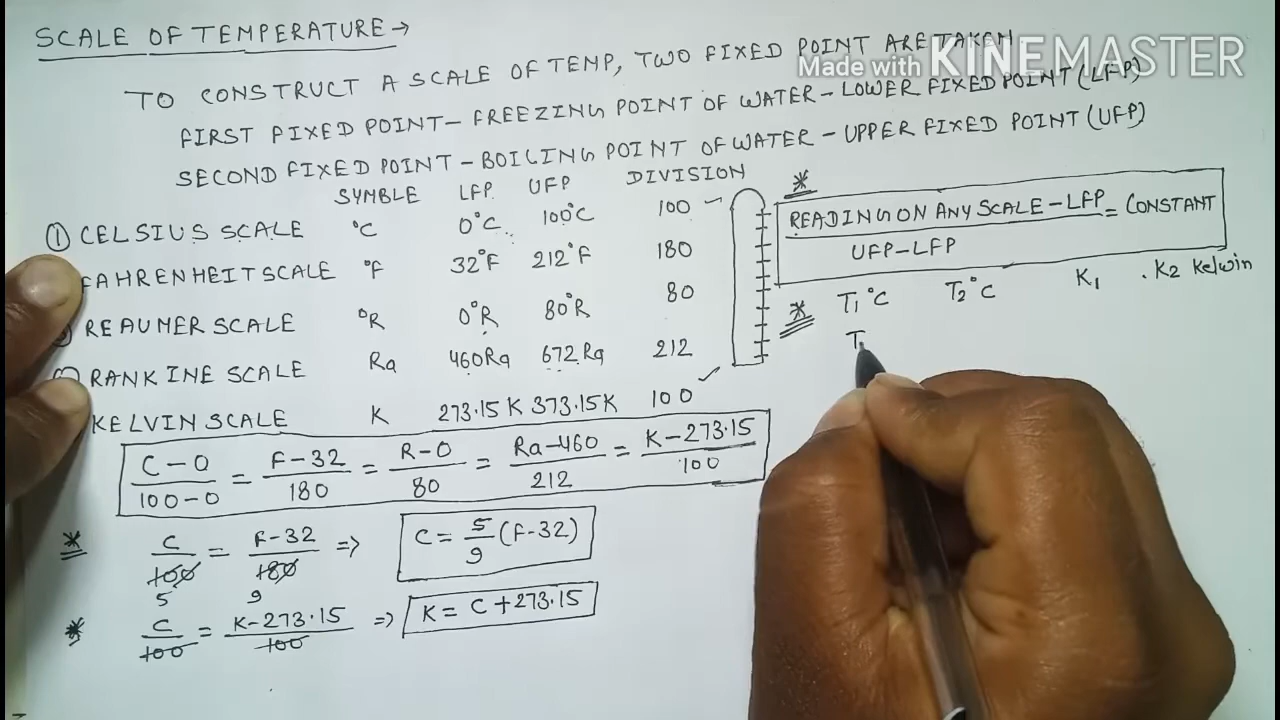 SCALE OF TEMPERATURE →
TO CONSTRUCT A SCALE OF TEMP, TWO FIXED POINT ARE TAKEN
Made with KINEMASTER
FIRST FIXED POINT - FREEZING POINT OF WATER - LOWER FIXED POINT (LFP)
SECOND FIXED POINT - BOILING POINT OF WATER - UPPER FIXED POINT (UFP)
SYMBLE LFP UFP DIVISION
① CELSIUS SCALE °C 0°C 100°C 100
FAHRENHEIT SCALE °F 32°F 212°F 180
REAUMER SCALE °R 0°R 80°R 80
RANKINE SCALE Ra 460Ra 672Ra 212
KELVIN SCALE K 273.15K 373.15K 100
C-0/100-0 = F-32/180 = R-0/80 = Ra-460/212 = K-273.15/100
* C/100 = F-32/180 => C = 5/9 (F-32)
5 9
* C/100 = K-273.15/100 => K = C+273.15
*
READING ON ANY SCALE - LFP / UFP-LFP = CONSTANT
* T₁°C T₂°C K₁ . K₂ Kelwin
T